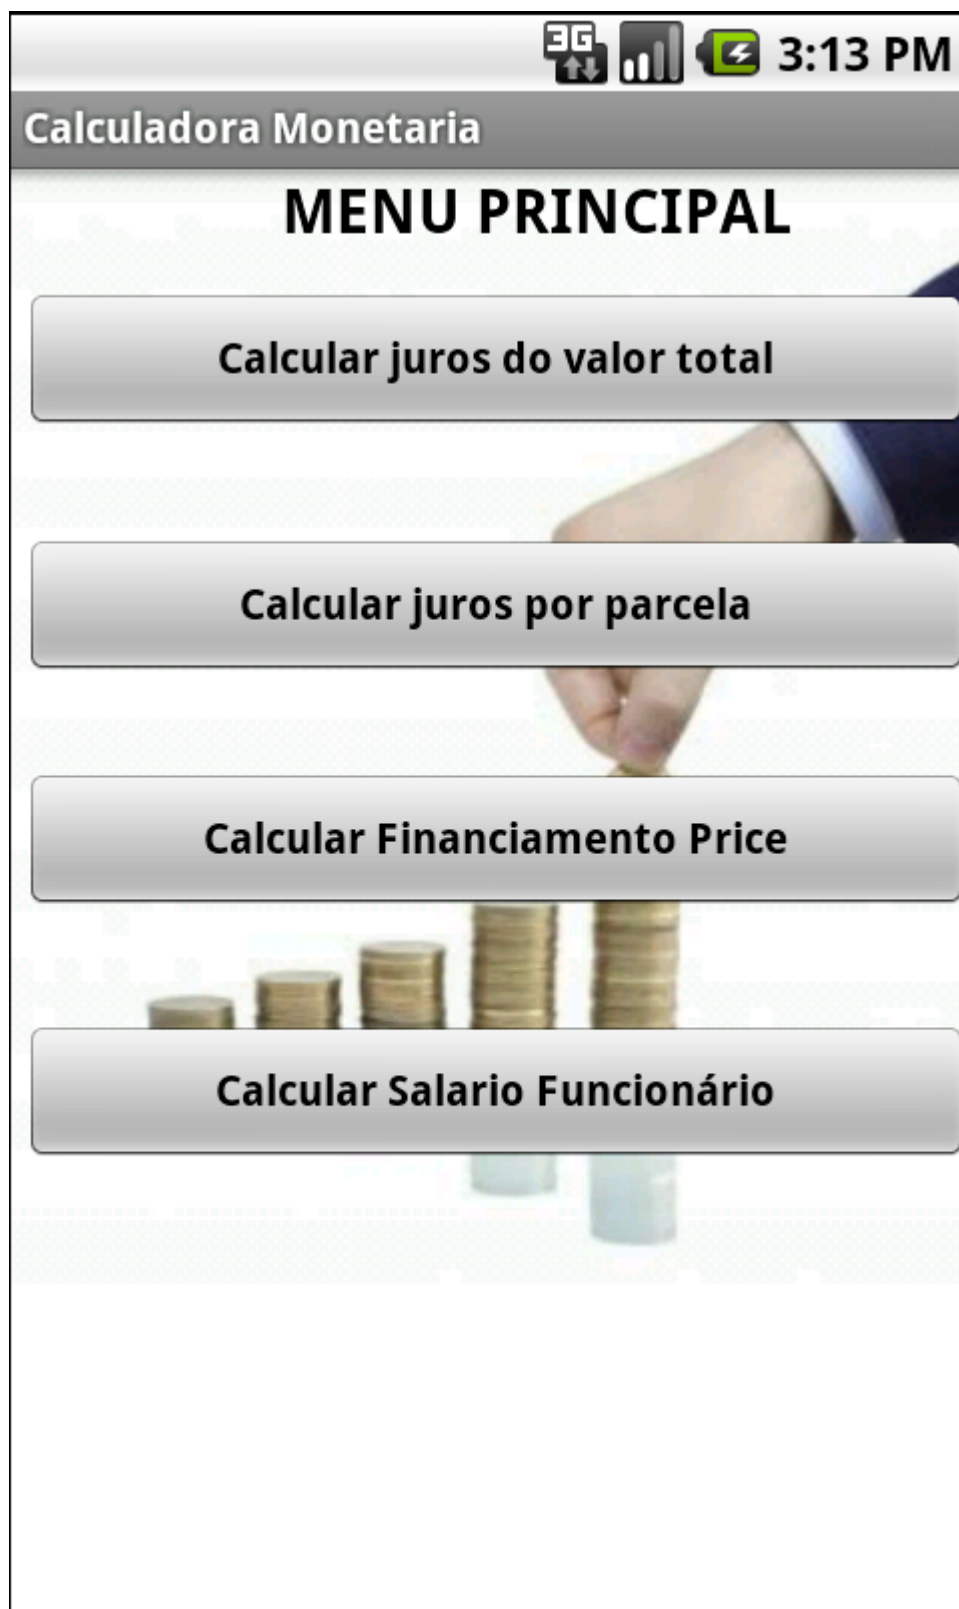 3G 3:13 PM
Calculadora Monetaria
MENU PRINCIPAL
Calcular juros do valor total
Calcular juros por parcela
Calcular Financiamento Price
Calcular Salario Funcionário